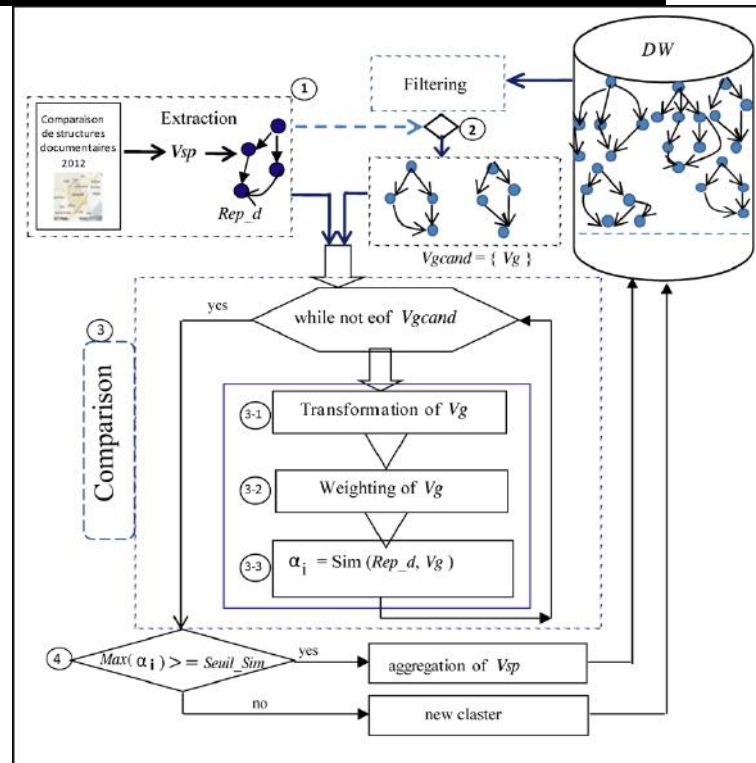 DW
Filtering
1
Comparaison
de structures
documentaires
2012
Extraction
Vsp
Rep_d
2
Vgcand = { Vg }
3
Comparison
yes
while not eof Vgcand
3-1
Transformation of Vg
3-2
Weighting of Vg
3-3
α i = Sim (Rep_d, Vg )
4
Max( α i) >= Seuil_Sim
yes
aggregation of Vsp
no
new claster